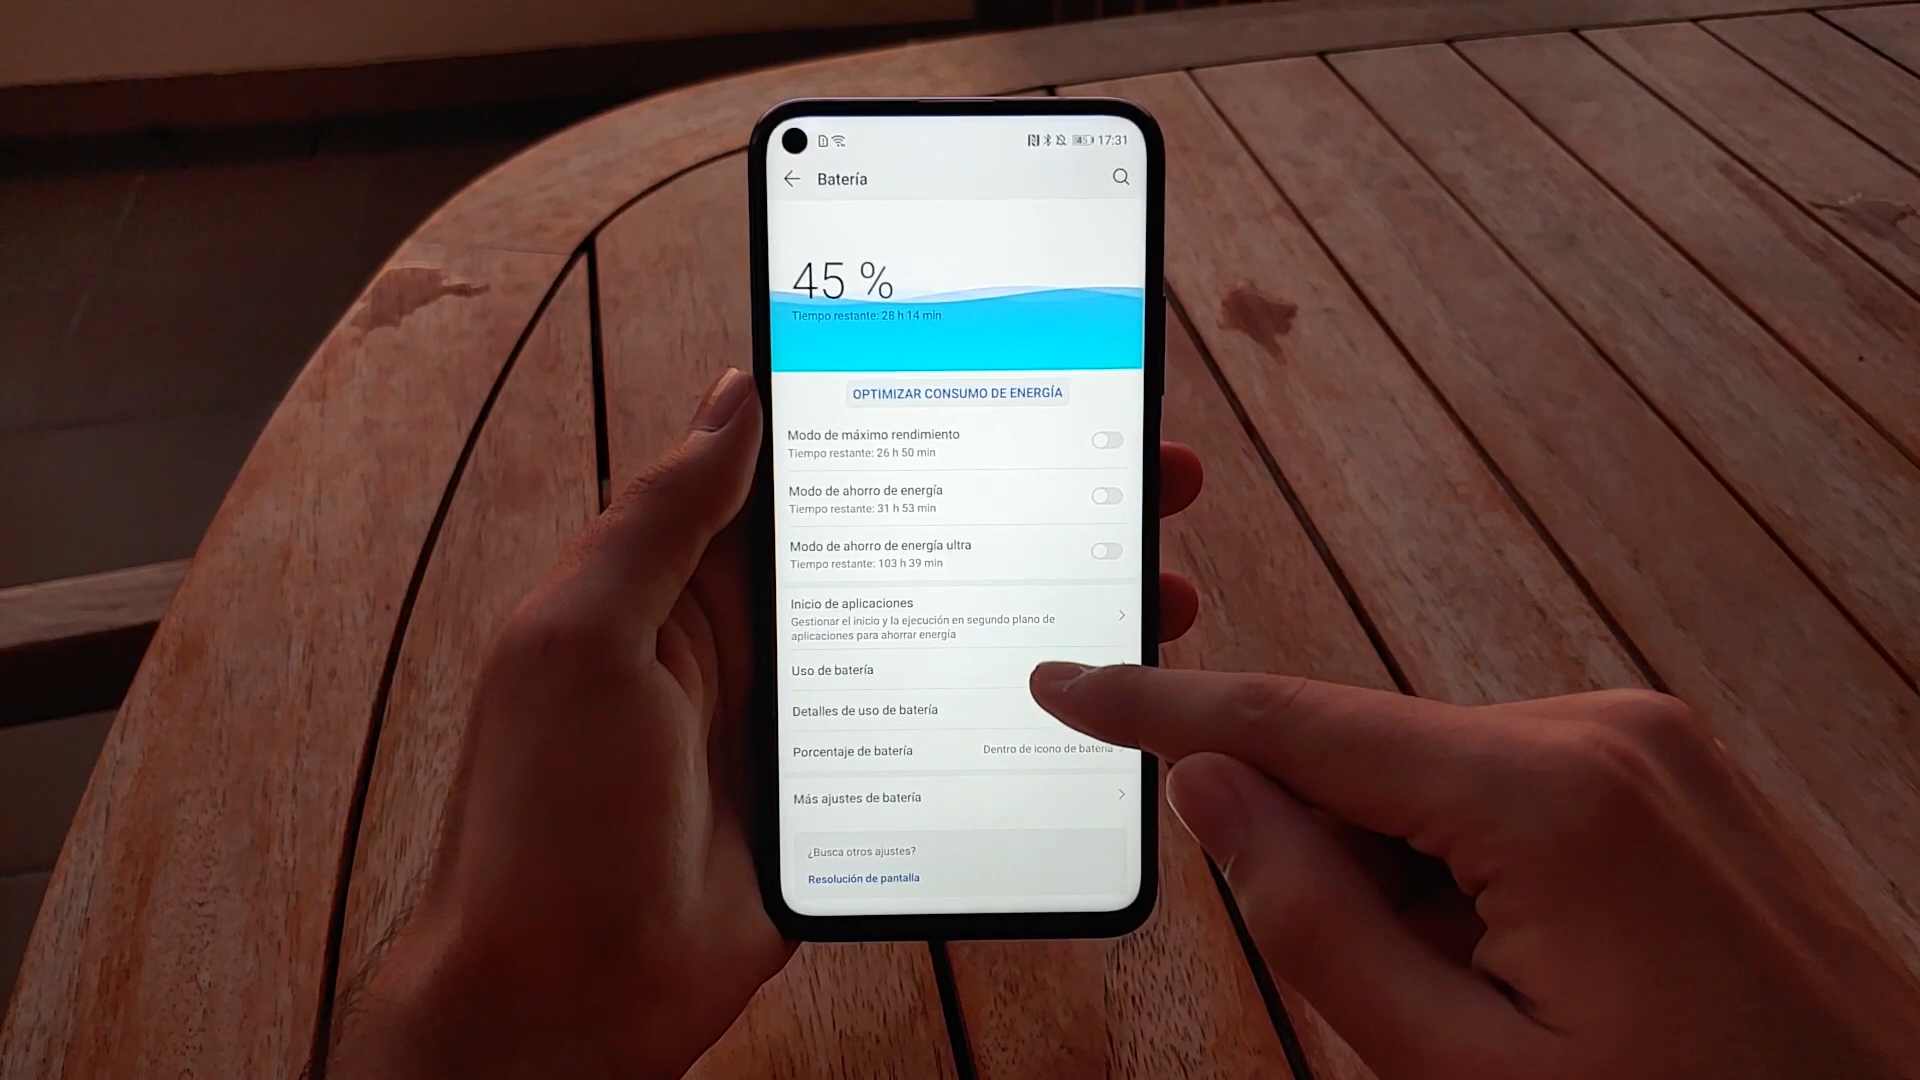 45 17:31
Batería
45 %
Tiempo restante: 28 h 14 min
OPTIMIZAR CONSUMO DE ENERGÍA
Modo de máximo rendimiento
Tiempo restante: 26 h 50 min
Modo de ahorro de energía
Tiempo restante: 31 h 53 min
Modo de ahorro de energía ultra
Tiempo restante: 103 h 39 min
Inicio de aplicaciones
Gestionar el inicio y la ejecución en segundo plano de
aplicaciones para ahorrar energía
Uso de batería
Detalles de uso de batería
Porcentaje de batería Dentro de icono de batería
Más ajustes de batería
¿Busca otros ajustes?
Resolución de pantalla